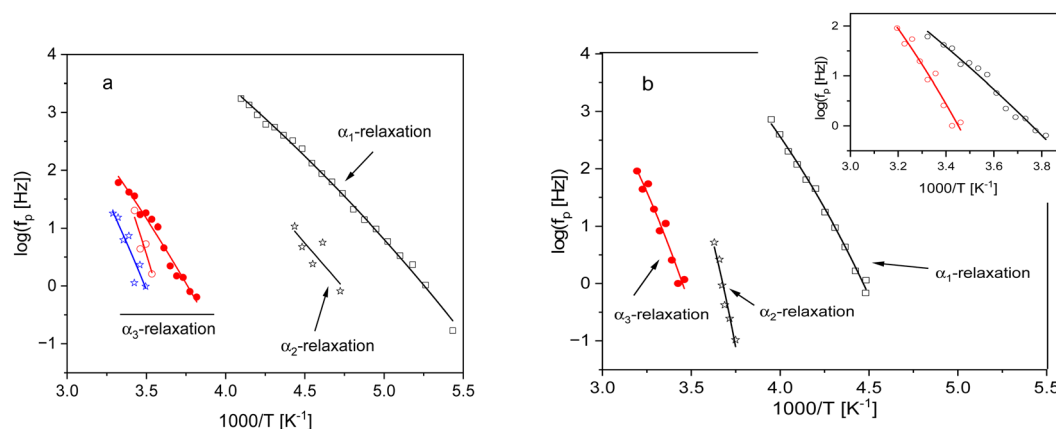 a
α₁-relaxation
α₂-relaxation
α₃-relaxation
log(fₚ [Hz])
4
3
2
1
0
−1
3.0 3.5 4.0 4.5 5.0 5.5
1000/T [K⁻¹]
b
α₁-relaxation
α₂-relaxation
α₃-relaxation
log(fₚ [Hz])
4
3
2
1
0
−1
3.0 3.5 4.0 4.5 5.0 5.5
1000/T [K⁻¹]
log(fₚ [Hz])
2
1
0
3.0 3.2 3.4 3.6 3.8
1000/T [K⁻¹]